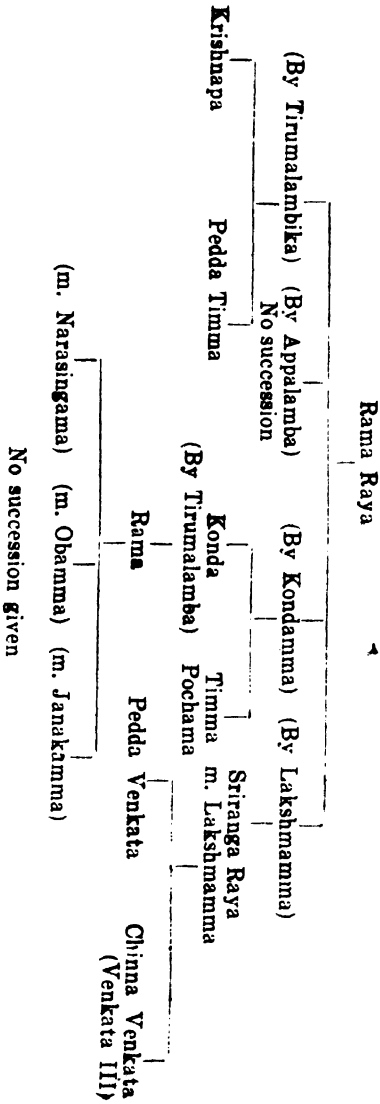 Rama Raya
(By Tirumalambika) (By Appalamba) (By Kondamma) (By Lakshmamma)
No succession
Krishnapa Pedda Timma Konda Timma Sriranga Raya
(By Tirumalamba) Pochama m. Lakshmamma
Rama Pedda Venkata Chinna Venkata
(Venkata III)
(m. Narasingama) (m. Obamma) (m. Janakamma)
No succession given